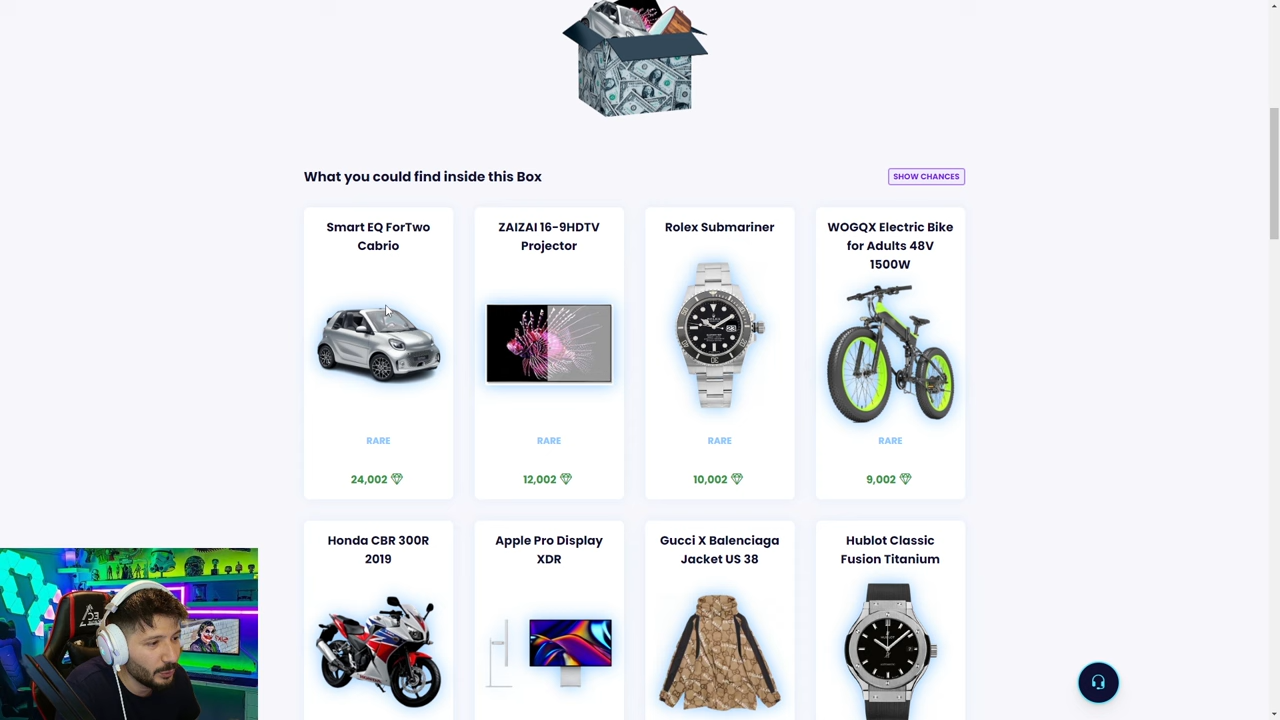 What you could find inside this Box
SHOW CHANCES
Smart EQ ForTwo
Cabrio
RARE
24,002
ZAIZAI 16-9HDTV
Projector
RARE
12,002
Rolex Submariner
RARE
10,002
WOGQX Electric Bike
for Adults 48V
1500W
RARE
9,002
Honda CBR 300R
2019
Apple Pro Display
XDR
Gucci X Balenciaga
Jacket US 38
Hublot Classic
Fusion Titanium